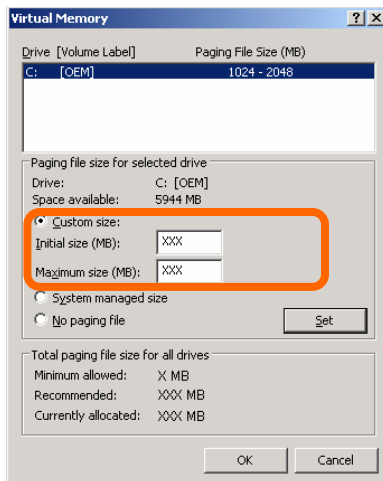 Virtual Memory
Drive [Volume Label] Paging File Size (MB)
C: [OEM] 1024 - 2048
Paging file size for selected drive
Drive: C: [OEM]
Space available: 5944 MB
Custom size:
Initial size (MB): XXX
Maximum size (MB): XXX
System managed size
No paging file
Set
Total paging file size for all drives
Minimum allowed: X MB
Recommended: XXX MB
Currently allocated: XXX MB
OK Cancel